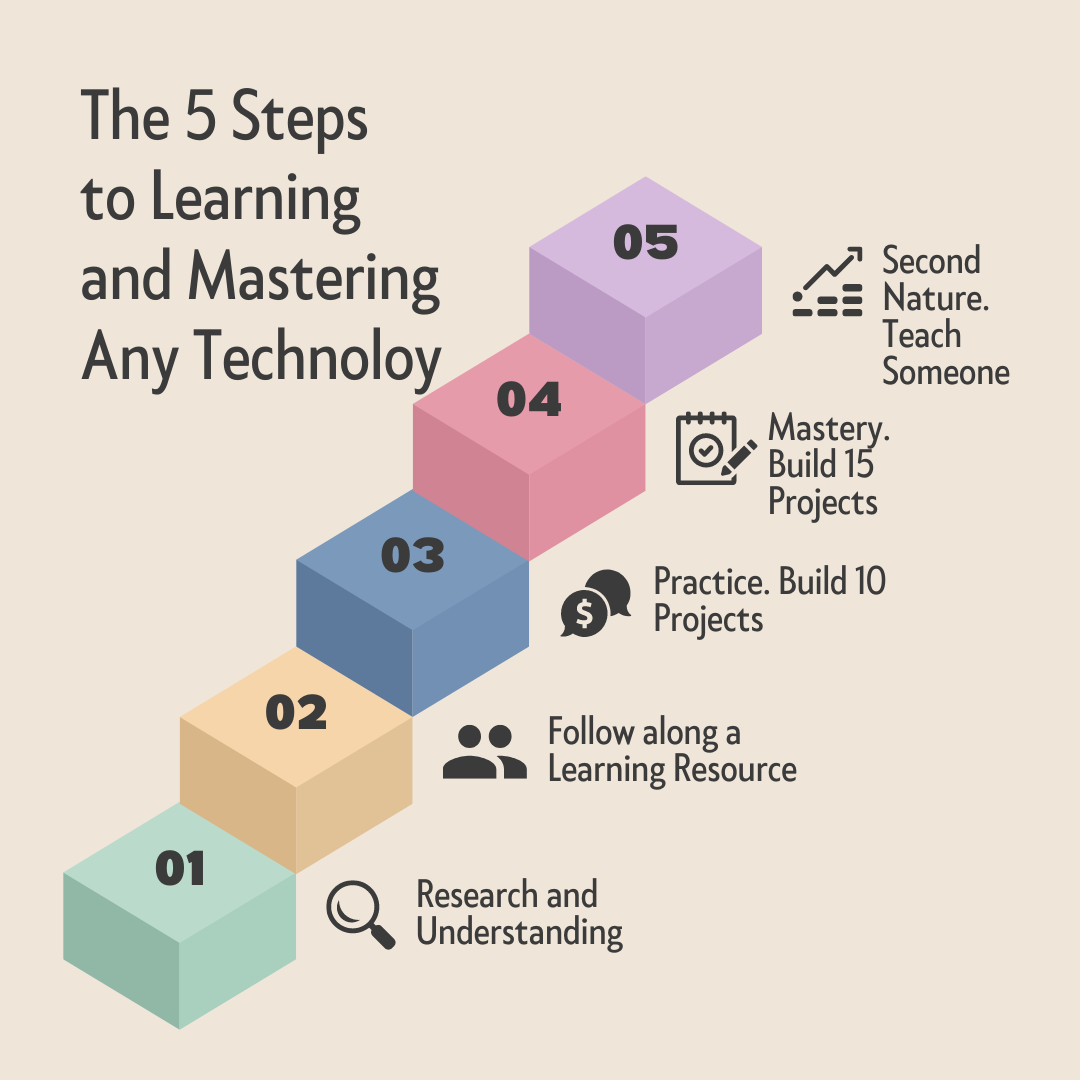 The 5 Steps
to Learning
and Mastering
Any Technoloy
05
Second
Nature.
Teach
Someone
04
Mastery.
Build 15
Projects
03
$
Practice. Build 10
Projects
02
Follow along a
Learning Resource
01
Research and
Understanding